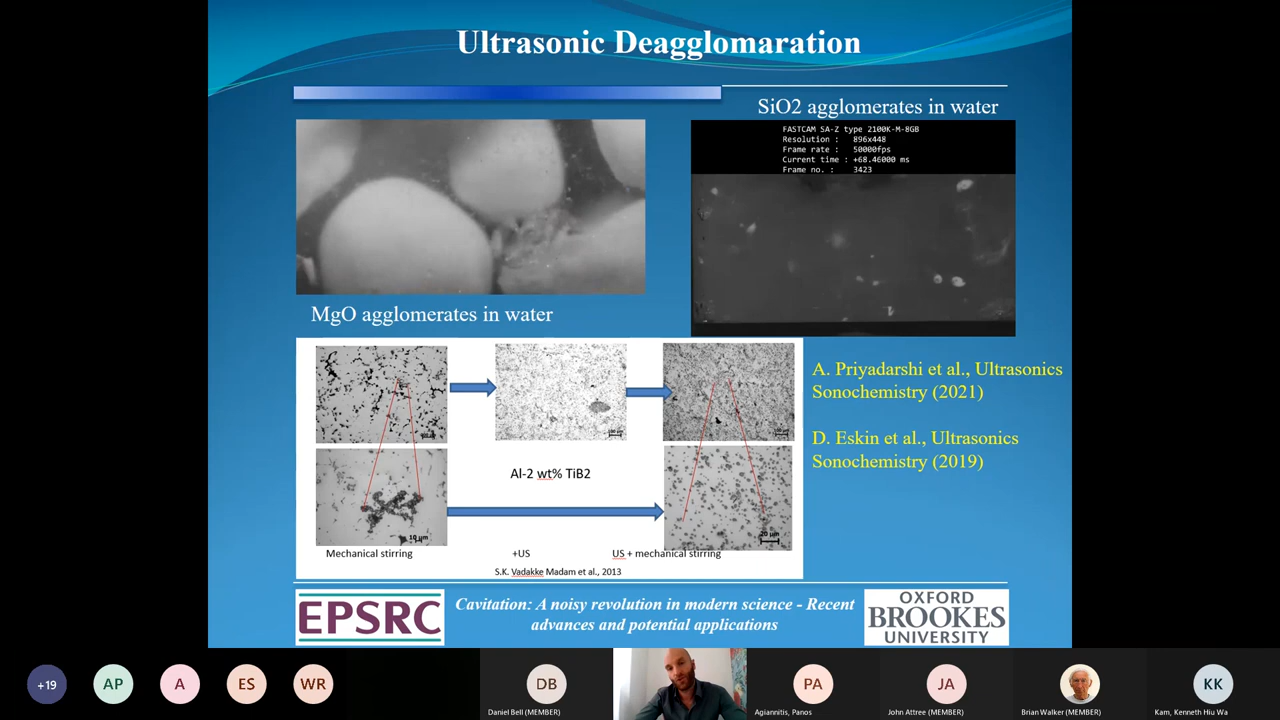 Ultrasonic Deagglomaration
SiO2 agglomerates in water
FASTCAM SA-Z type 2100K-M-8GB
Resolution : 896x448
Frame rate : 50000fps
Current time : +68.46000 ms
Frame no. : 3423
MgO agglomerates in water
A. Priyadarshi et al., Ultrasonics
Sonochemistry (2021)
D. Eskin et al., Ultrasonics
Sonochemistry (2019)
Al-2 wt% TiB2
10 μm
20 μm
Mechanical stirring
+US
US + mechanical stirring
S.K. Vadakke Madam et al., 2013
EPSRC
Cavitation: A noisy revolution in modern science - Recent
advances and potential applications
OXFORD
BROOKES
UNIVERSITY
+19
AP
A
ES
WR
DB
PA
JA
KK
Daniel Bell (MEMBER)
Agiannitis, Panos
John Attree (MEMBER)
Brian Walker (MEMBER)
Kam, Kenneth Hiu Wa